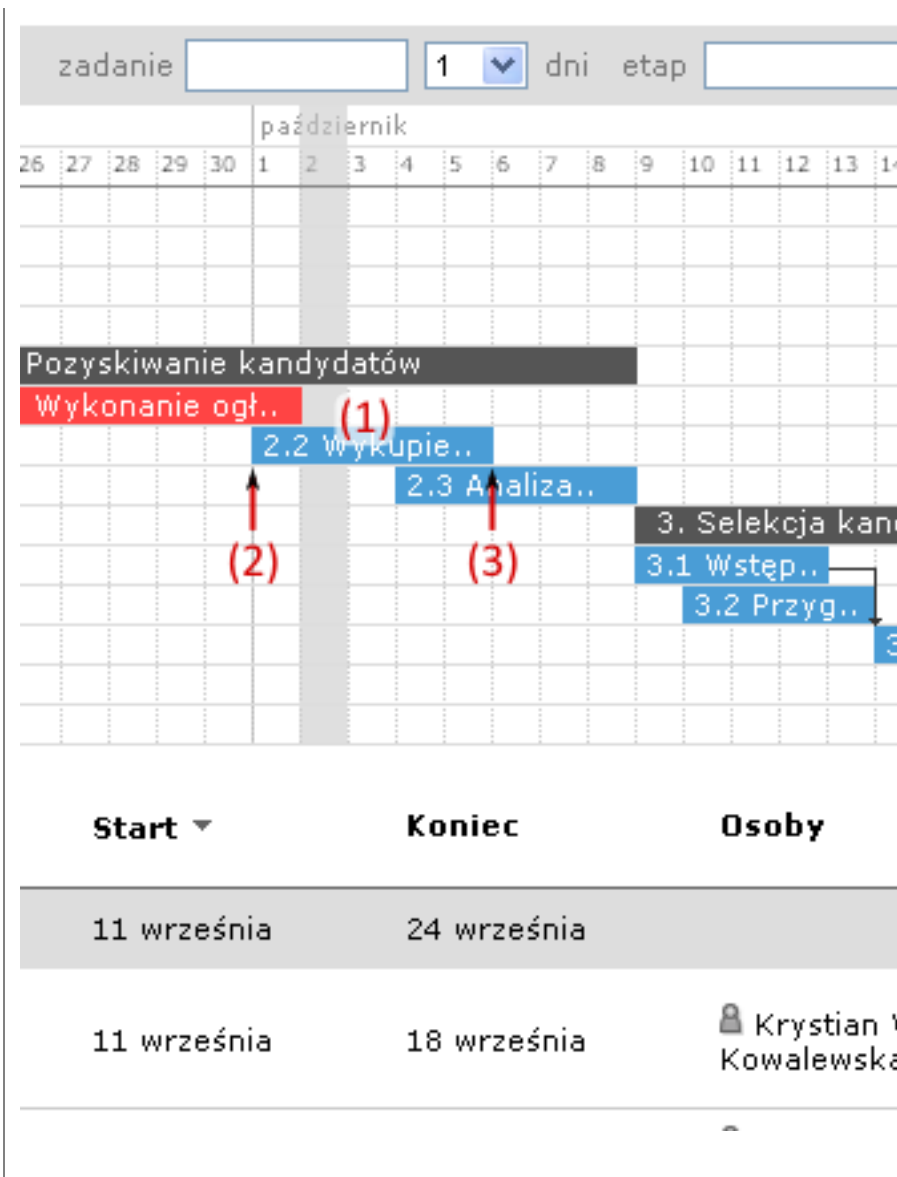 zadanie 1 dni etap
październik
26 27 28 29 30 1 2 3 4 5 6 7 8 9 10 11 12 13
Pozyskiwanie kandydatów
Wykonanie ogł..
(1)
2.2 Wykupie..
2.3 Analiza..
3. Selekcja
(2) (3)
3.1 Wstęp..
3.2 Przyg..
3
Start Koniec Osoby
11 września 24 września
11 września 18 września Krystian
Kowalewska